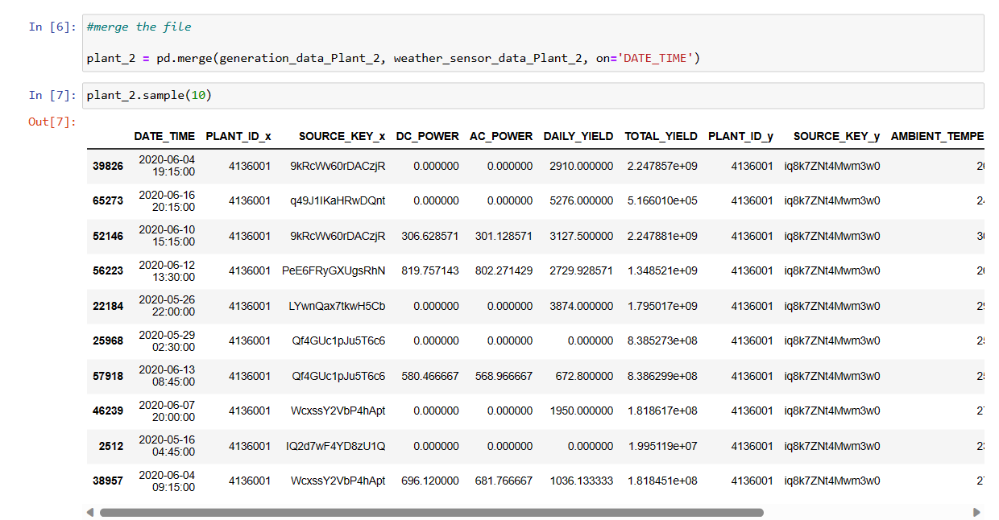 In [6]: #merge the file
plant_2 = pd.merge(generation_data_Plant_2, weather_sensor_data_Plant_2, on='DATE_TIME')
In [7]: plant_2.sample(10)
Out[7]:
DATE_TIME PLANT_ID_x SOURCE_KEY_x DC_POWER AC_POWER DAILY_YIELD TOTAL_YIELD PLANT_ID_y SOURCE_KEY_y AMBIENT_TEMPE
39826 2020-06-04 19:15:00 4136001 9kRcWv60rDACzjR 0.000000 0.000000 2910.000000 2.247857e+09 4136001 iq8k7ZNt4Mwm3w0
65273 2020-06-16 20:15:00 4136001 q49J1IKaHRwDQnt 0.000000 0.000000 5276.000000 5.166010e+05 4136001 iq8k7ZNt4Mwm3w0
52146 2020-06-10 15:15:00 4136001 9kRcWv60rDACzjR 306.628571 301.128571 3127.500000 2.247881e+09 4136001 iq8k7ZNt4Mwm3w0
56223 2020-06-12 13:30:00 4136001 PeE6FRyGXUgsRhN 819.757143 802.271429 2729.928571 1.348521e+09 4136001 iq8k7ZNt4Mwm3w0
22184 2020-05-26 22:00:00 4136001 LYwnQax7tkwH5Cb 0.000000 0.000000 3874.000000 1.795017e+09 4136001 iq8k7ZNt4Mwm3w0
25968 2020-05-29 02:30:00 4136001 Qf4GUc1pJu5T6c6 0.000000 0.000000 0.000000 8.385273e+08 4136001 iq8k7ZNt4Mwm3w0
57918 2020-06-13 08:45:00 4136001 Qf4GUc1pJu5T6c6 580.466667 568.966667 672.800000 8.386299e+08 4136001 iq8k7ZNt4Mwm3w0
46239 2020-06-07 20:00:00 4136001 WcxssY2VbP4hApt 0.000000 0.000000 1950.000000 1.818617e+08 4136001 iq8k7ZNt4Mwm3w0
2512 2020-05-16 04:45:00 4136001 IQ2d7wF4YD8zU1Q 0.000000 0.000000 0.000000 1.995119e+07 4136001 iq8k7ZNt4Mwm3w0
38957 2020-06-04 09:15:00 4136001 WcxssY2VbP4hApt 696.120000 681.766667 1036.133333 1.818451e+08 4136001 iq8k7ZNt4Mwm3w0